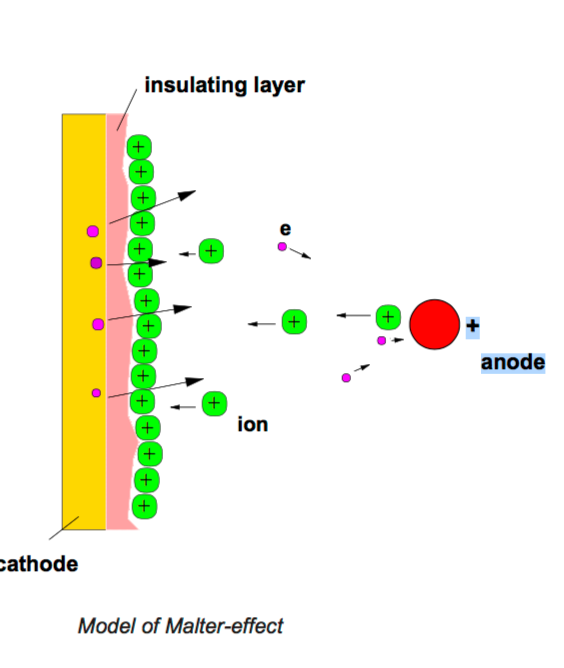 insulating layer
e
+
anode
ion
cathode
Model of Malter-effect